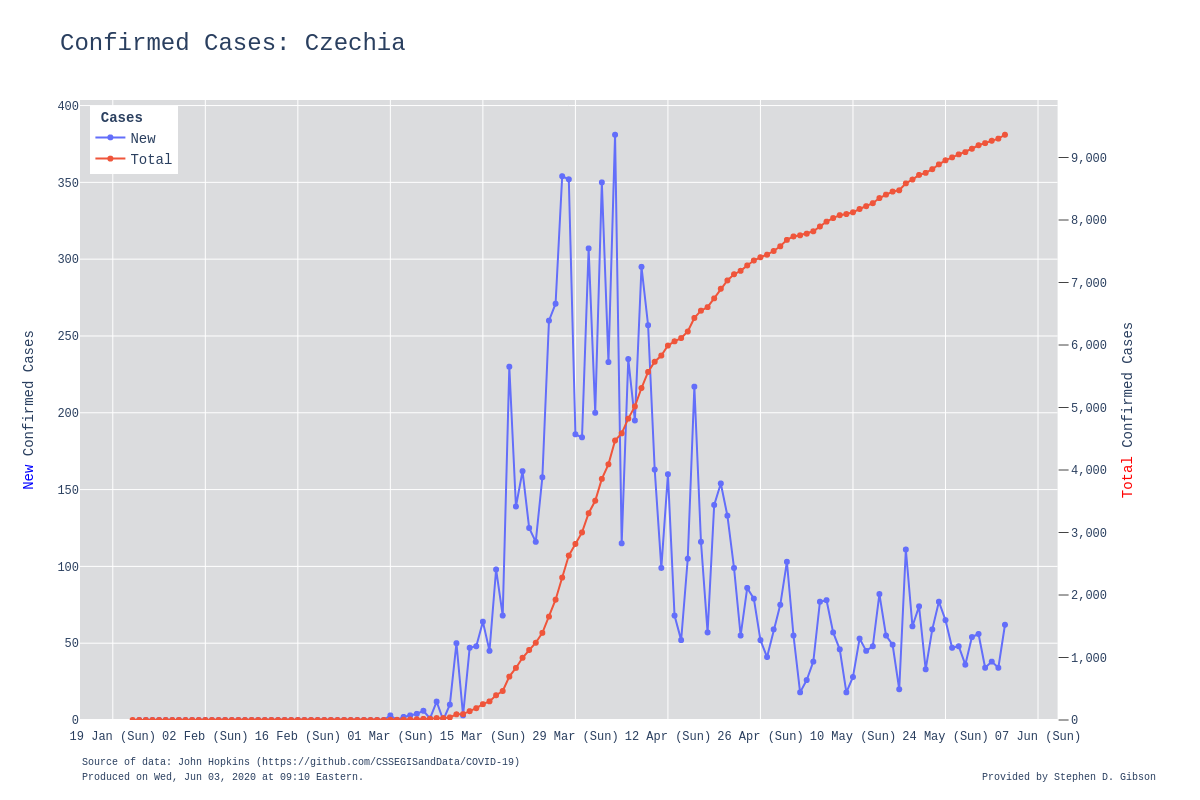 Confirmed Cases: Czechia
Cases
New
Total
400
350
300
250
200
150
100
50
0
New Confirmed Cases
9,000
8,000
7,000
6,000
5,000
4,000
3,000
2,000
1,000
0
Total Confirmed Cases
19 Jan (Sun) 02 Feb (Sun) 16 Feb (Sun) 01 Mar (Sun) 15 Mar (Sun) 29 Mar (Sun) 12 Apr (Sun) 26 Apr (Sun) 10 May (Sun) 24 May (Sun) 07 Jun (Sun)
Source of data: John Hopkins (https://github.com/CSSEGISandData/COVID-19)
Produced on Wed, Jun 03, 2020 at 09:10 Eastern.
Provided by Stephen D. Gibson